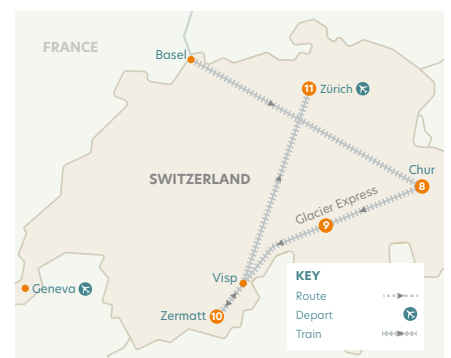 FRANCE
Basel
11 Zürich
Chur
8
SWITZERLAND
Glacier Express
9
Visp
Geneva
Zermatt 10
KEY
Route
Depart
Train